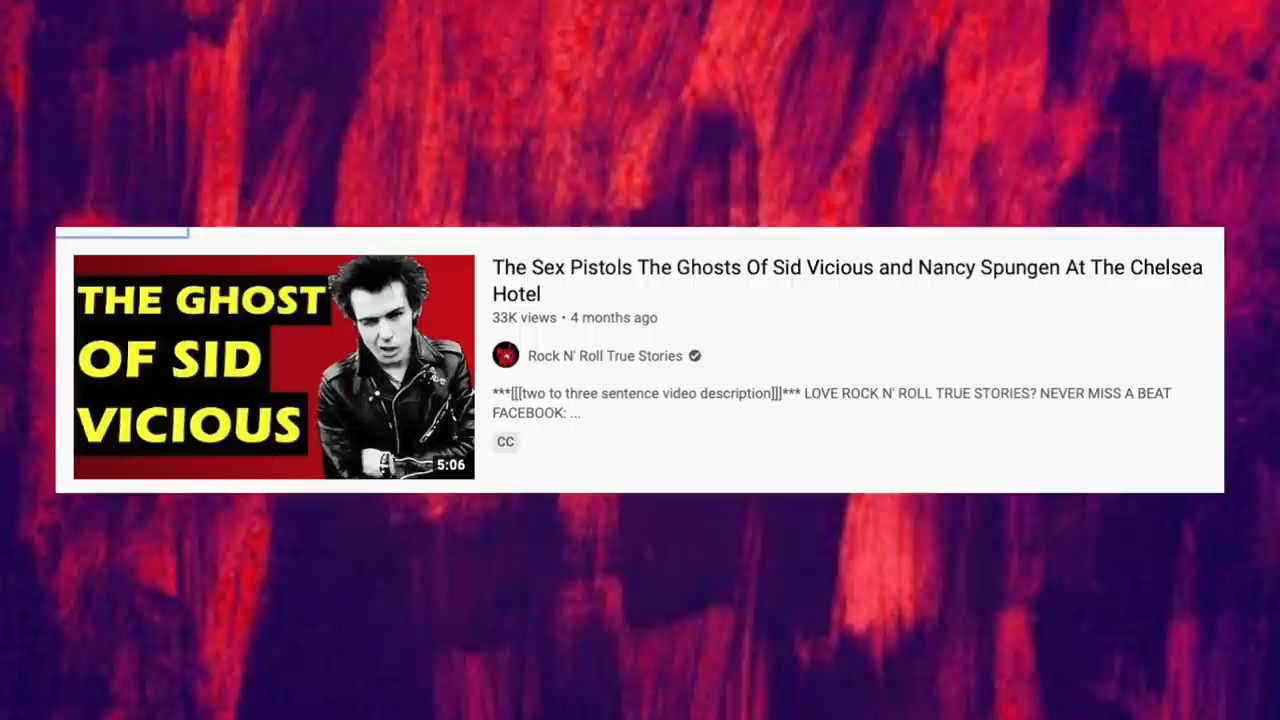 THE GHOST
OF SID
VICIOUS
5:06
The Sex Pistols The Ghosts Of Sid Vicious and Nancy Spungen At The Chelsea
Hotel
33K views • 4 months ago
Rock N' Roll True Stories
***[[[two to three sentence video description]]]*** LOVE ROCK N' ROLL TRUE STORIES? NEVER MISS A BEAT
FACEBOOK: ...
CC